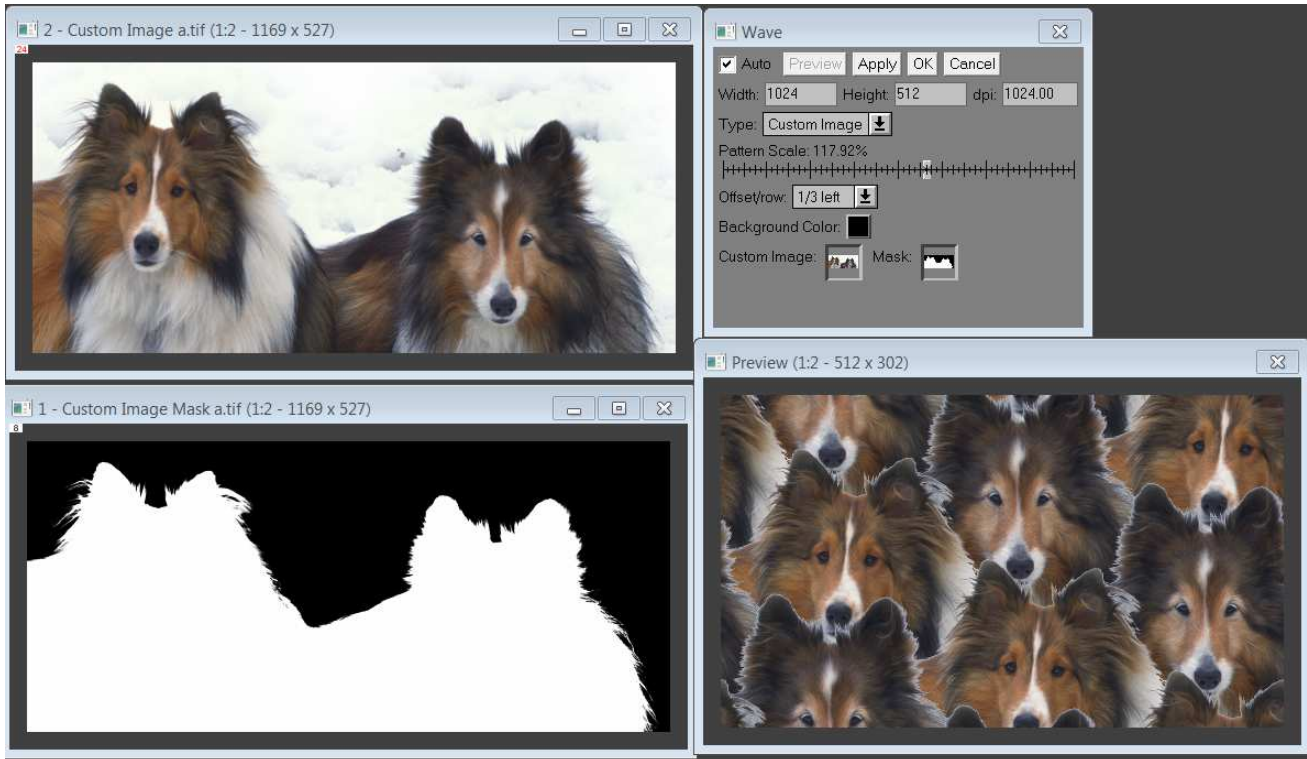 2 - Custom Image a.tif (1:2 - 1169 x 527)
24
Wave
Auto Preview Apply OK Cancel
Width: 1024 Height: 512 dpi: 1024.00
Type: Custom Image
Pattern Scale: 117.92%
Offset/row: 1/3 left
Background Color:
Custom Image: Mask:
1 - Custom Image Mask a.tif (1:2 - 1169 x 527)
8
Preview (1:2 - 512 x 302)